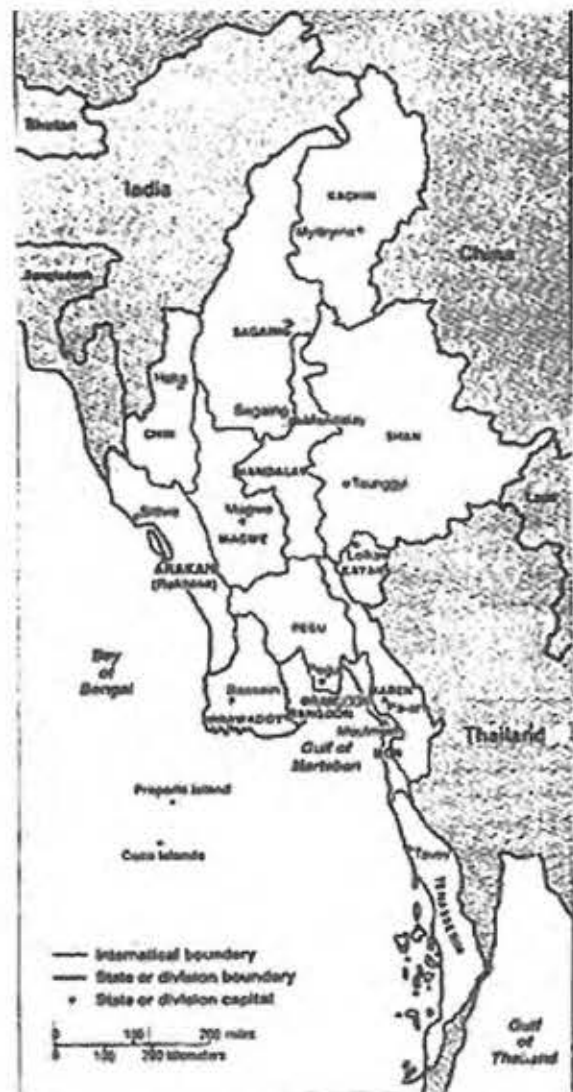 Bhutan
India
KACHIN
Myitkyina
China
Bangladesh
SAGAING
Haka
Sagaing
Mandalay
CHIN
SHAN
MANDALAY
Taunggyi
Magwe
Laos
Sittwe
MAGWE
Loikaw
KAYAH
ARAKAN
(Rakhine)
PEGU
Bay
of
Bengal
Pegu
Bassein
KAREN
IRRAWADDY
RANGOON
Pa-an
Moulmein
Thailand
Gulf of
Martaban
MON
Preparis Island
Coco Islands
Tavoy
TENASSERIM
International boundary
State or division boundary
State or division capital
0 100 200 miles
0 100 200 kilometers
Gulf
of
Thailand